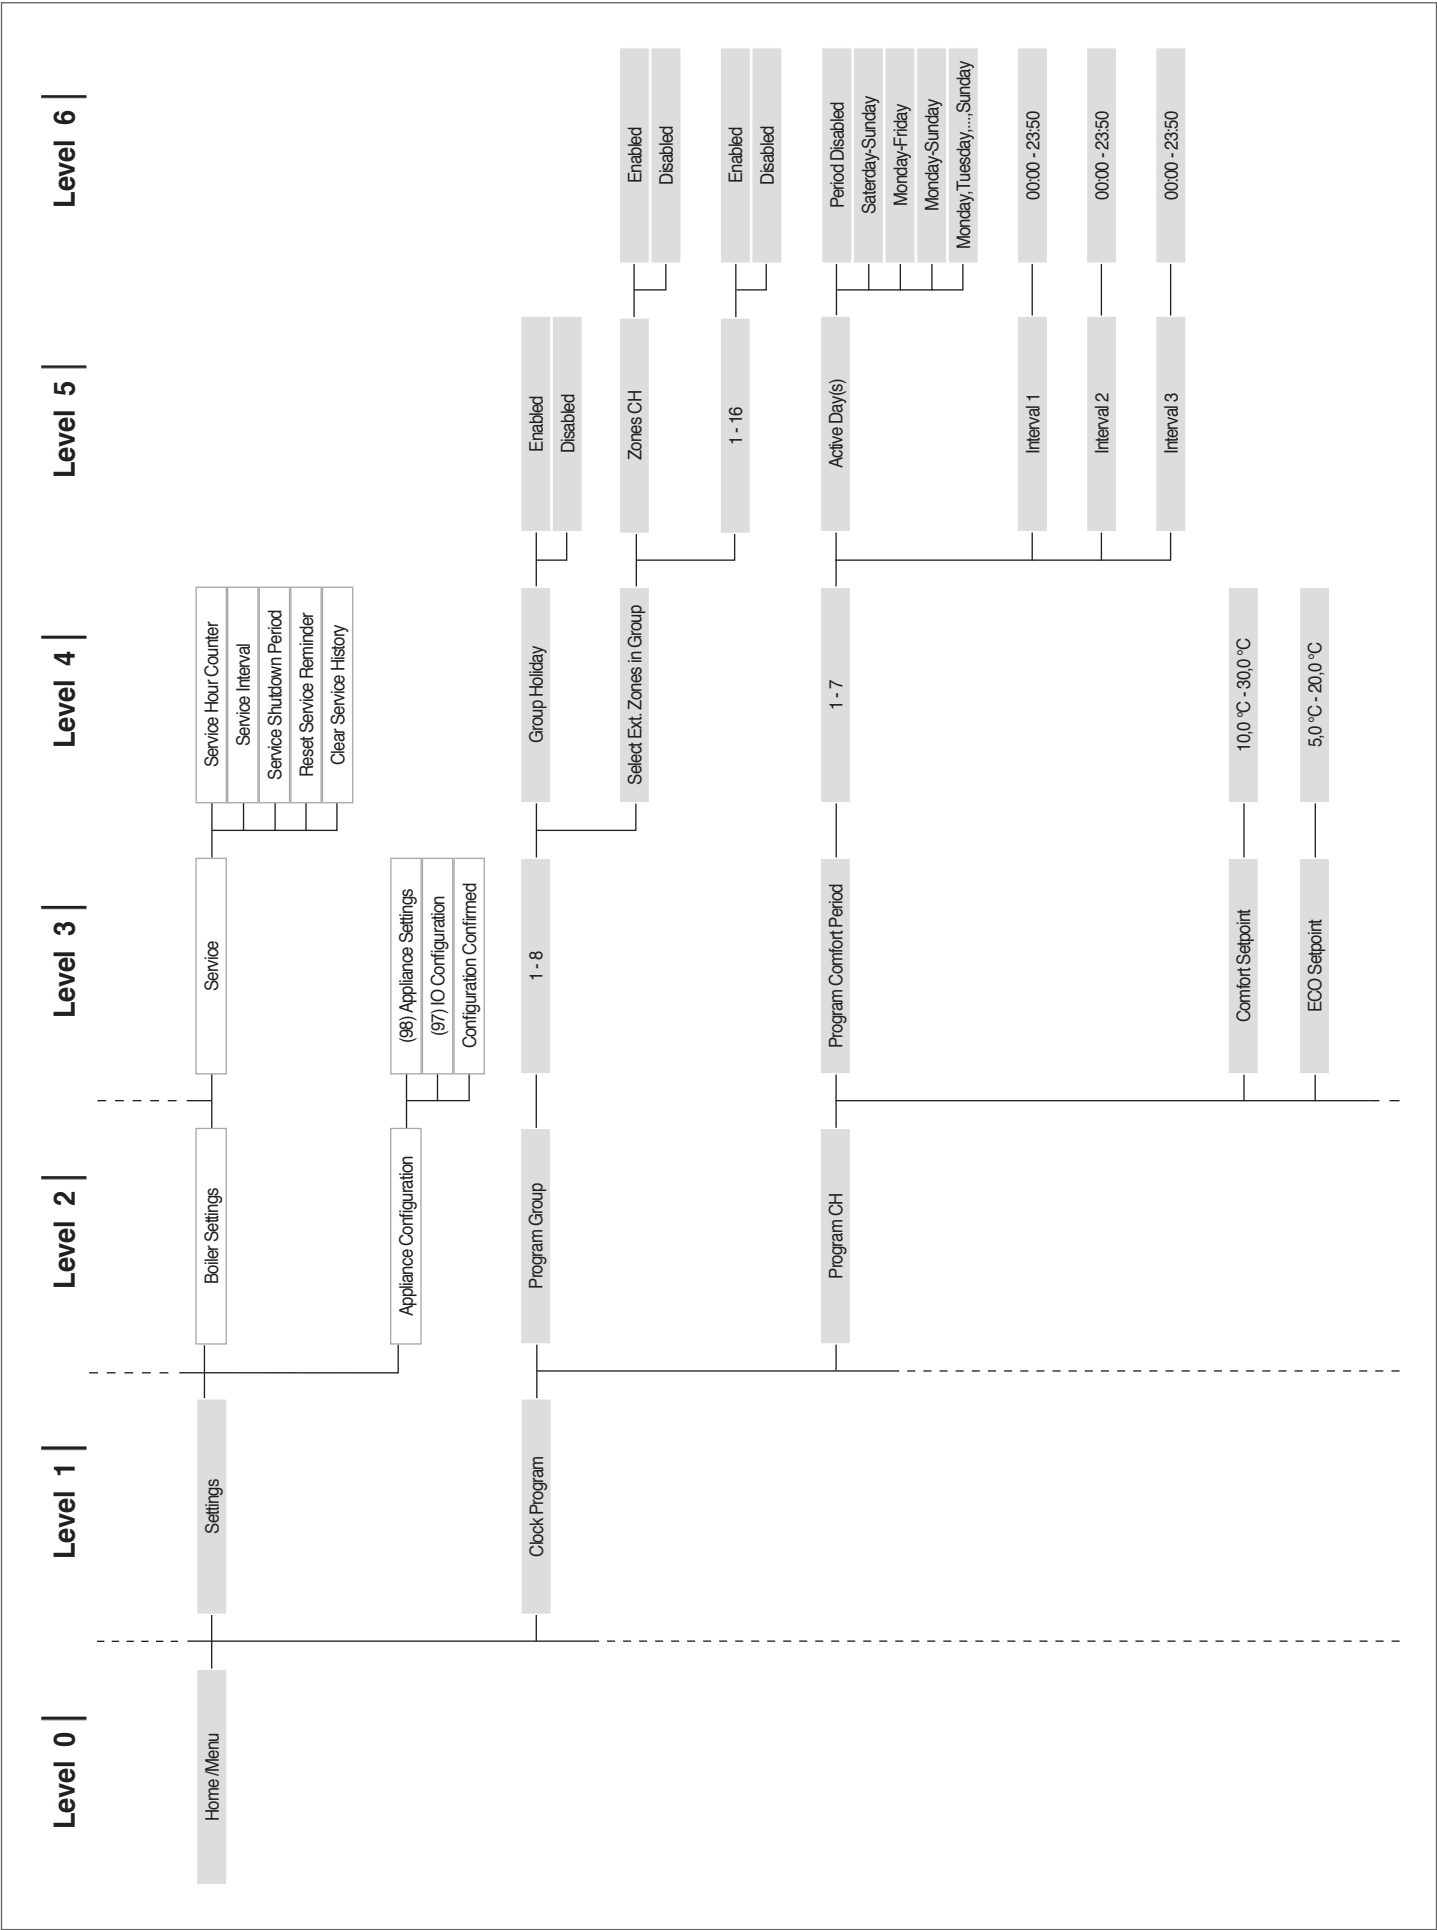 Level 0
Level 1
Level 2
Level 3
Level 4
Level 5
Level 6
Home /Menu
Settings
Boiler Settings
Service
Service Hour Counter
Service Interval
Service Shutdown Period
Reset Service Reminder
Clear Service History
Appliance Configuration
(98) Appliance Settings
(97) IO Configuration
Configuration Confirmed
Clock Program
Program Group
1 - 8
Group Holiday
Enabled
Disabled
Select Ext. Zones in Group
Zones CH
Enabled
Disabled
1 - 16
Enabled
Disabled
Program CH
Program Comfort Period
1 - 7
Active Day(s)
Period Disabled
Saterday-Sunday
Monday-Friday
Monday-Sunday
Monday,Tuesday,...,Sunday
Interval 1
00:00 - 23:50
Interval 2
00:00 - 23:50
Interval 3
00:00 - 23:50
Comfort Setpoint
10,0 °C - 30,0 °C
ECO Setpoint
5,0 °C - 20,0 °C